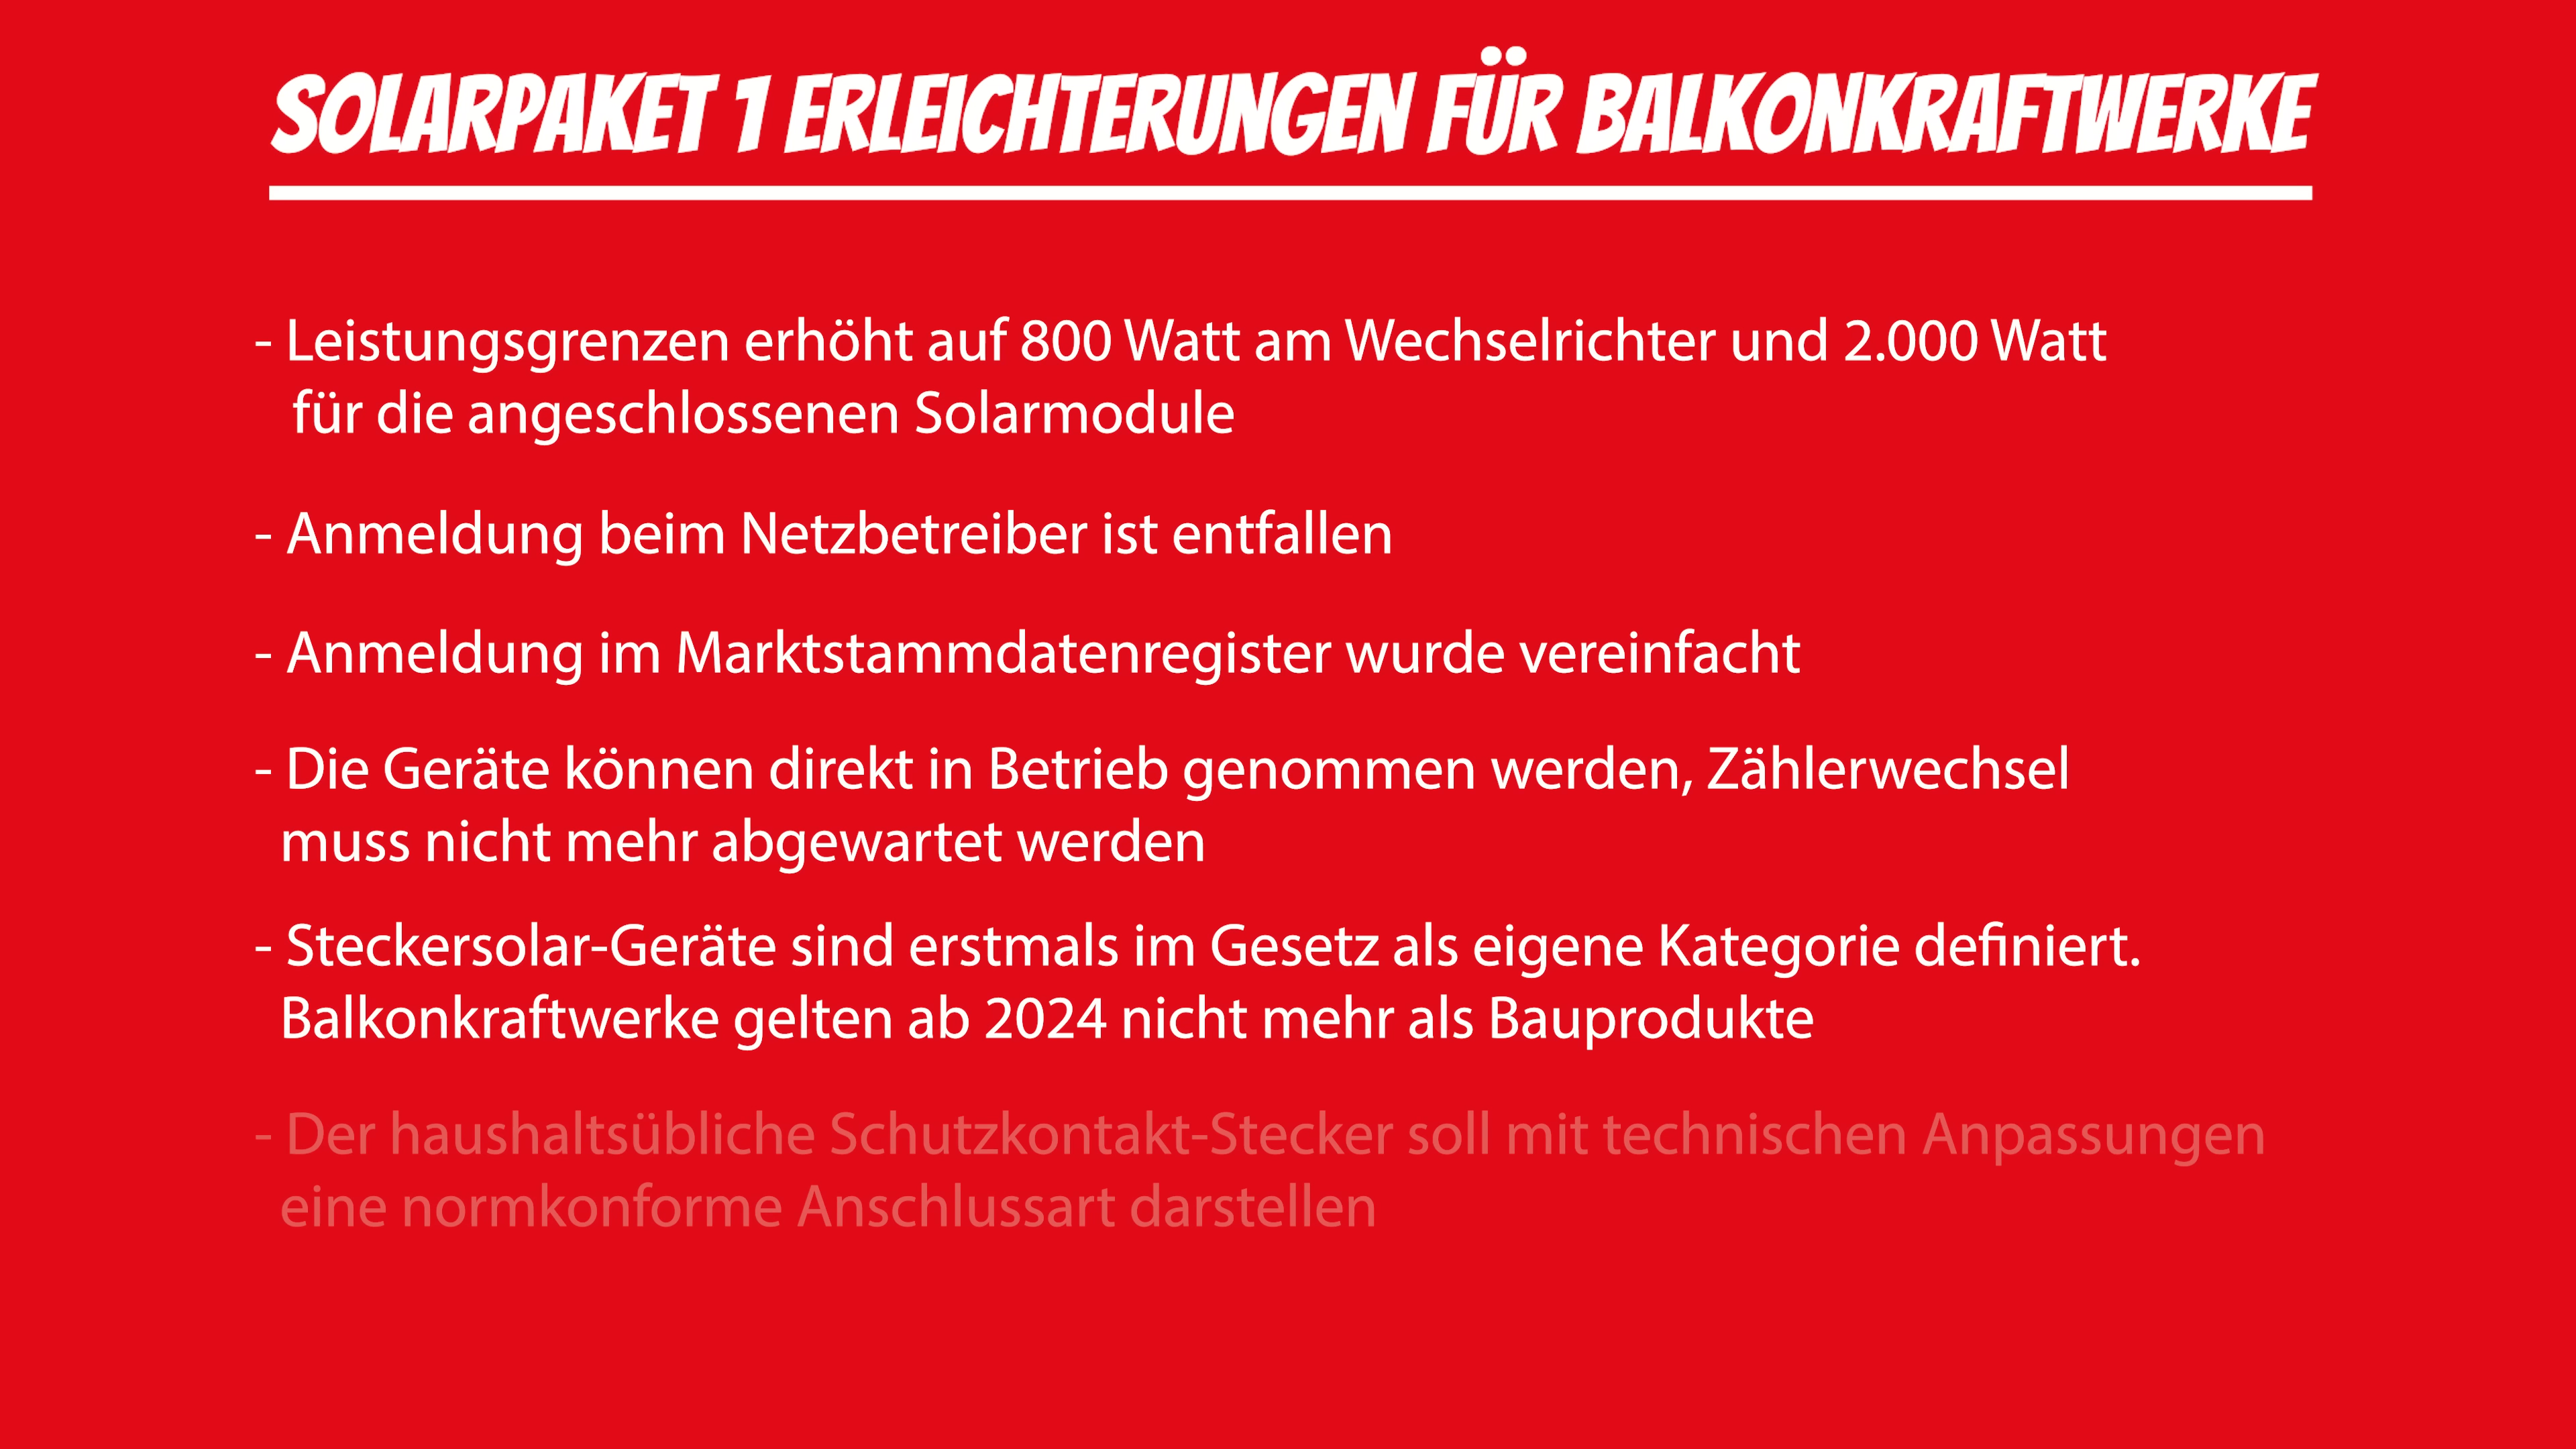 SOLARPAKET 1 ERLEICHTERUNGEN FÜR BALKONKRAFTWERKE
- Leistungsgrenzen erhöht auf 800 Watt am Wechselrichter und 2.000 Watt
für die angeschlossenen Solarmodule
- Anmeldung beim Netzbetreiber ist entfallen
- Anmeldung im Marktstammdatenregister wurde vereinfacht
- Die Geräte können direkt in Betrieb genommen werden, Zählerwechsel
muss nicht mehr abgewartet werden
- Steckersolar-Geräte sind erstmals im Gesetz als eigene Kategorie definiert.
Balkonkraftwerke gelten ab 2024 nicht mehr als Bauprodukte
- Der haushaltsübliche Schutzkontakt-Stecker soll mit technischen Anpassungen
eine normkonforme Anschlussart darstellen